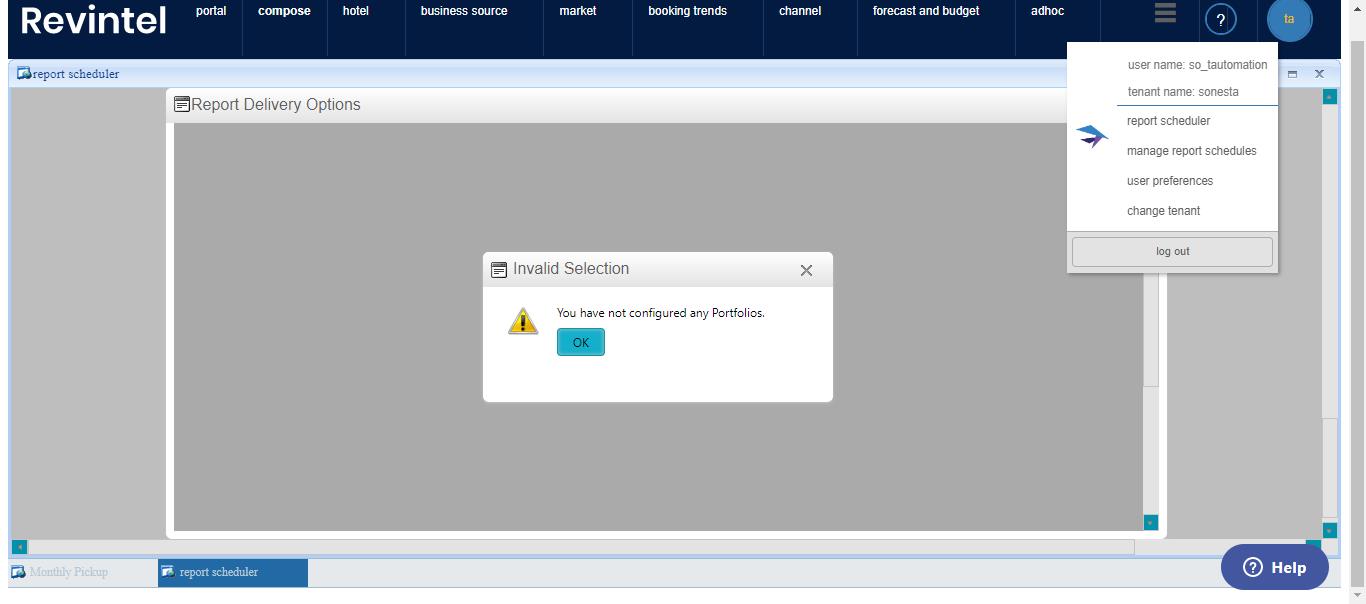 Revintel
portal
compose
hotel
business source
market
booking trends
channel
forecast and budget
adhoc
?
ta
report scheduler
user name: so_tautomation
tenant name: sonesta
report scheduler
manage report schedules
user preferences
change tenant
log out
Report Delivery Options
Invalid Selection
You have not configured any Portfolios.
OK
Monthly Pickup
report scheduler
? Help